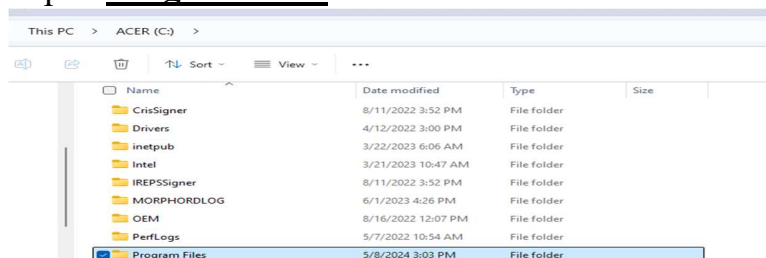 This PC > ACER (C:) >
Sort View ...
Name Date modified Type Size
CrisSigner 8/11/2022 3:52 PM File folder
Drivers 4/12/2022 3:00 PM File folder
inetpub 3/22/2023 6:06 AM File folder
Intel 3/21/2023 10:47 AM File folder
IREPSSigner 8/11/2022 3:52 PM File folder
MORPHORDLOG 6/1/2023 4:26 PM File folder
OEM 8/16/2022 12:07 PM File folder
PerfLogs 5/7/2022 10:54 AM File folder
Program Files 5/8/2024 3:03 PM File folder